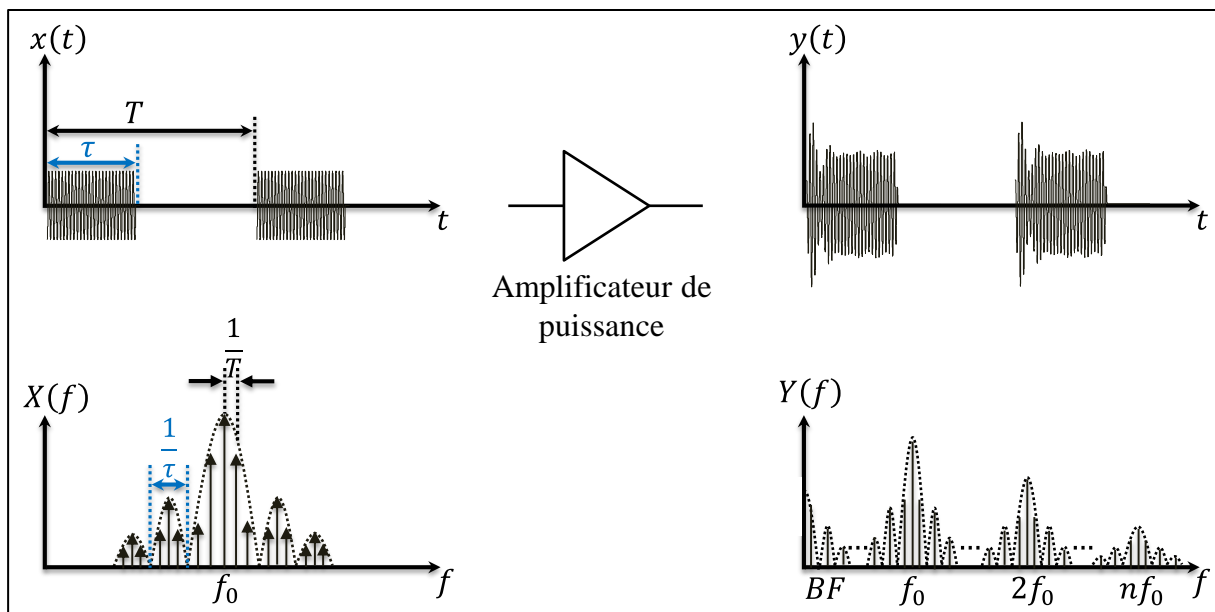 x(t)
T
τ
t
Amplificateur de
puissance
y(t)
t
X(f)
1/τ
1/T
f₀
f
Y(f)
BF
f₀
2f₀
nf₀
f